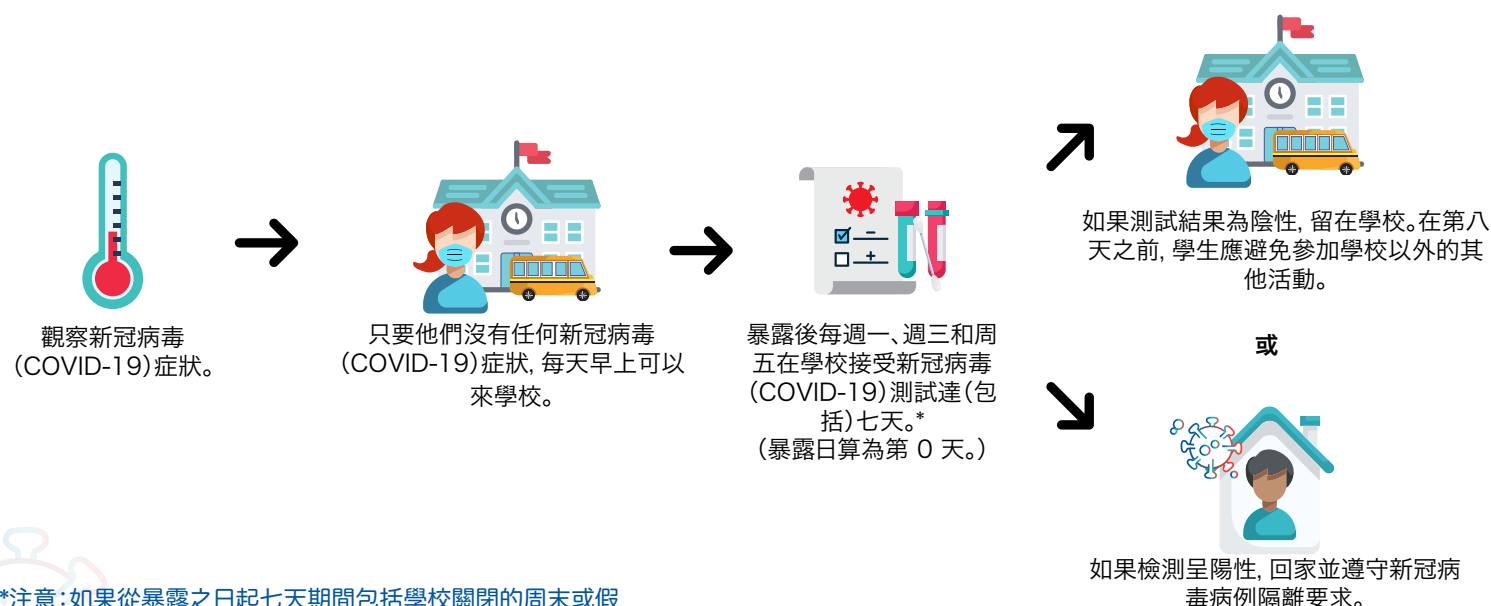 觀察新冠病毒
（COVID-19）症狀。
只要他們沒有任何新冠病毒
（COVID-19）症狀, 每天早上可以
來學校。
暴露後每週一、週三和周
五在學校接受新冠病毒
（COVID-19）測試達（包
括）七天。*
（暴露日算為第 0 天。）
如果測試結果為陰性, 留在學校。在第八
天之前, 學生應避免參加學校以外的其
他活動。
或
如果檢測呈陽性, 回家並遵守新冠病
毒病例隔離要求。
*注意：如果從暴露之日起七天期間包括學校關閉的周末或假